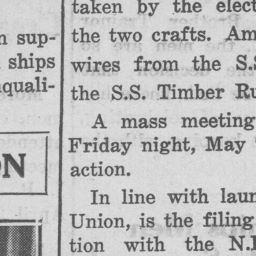 n sup-
ships
quali-
ON
taken by the elect
the two crafts. Am
wires from the S.S
the S.S. Timber Ru
A mass meeting
Friday night, May
action.
In line with laun
Union, is the filing
tion with the N.L